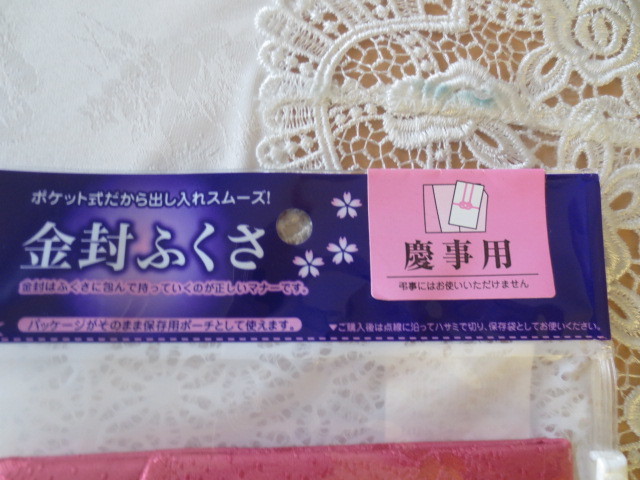 ポケット式だから出し入れスムーズ!
金封ふくさ
金封はふくさに包んで持っていくのが正しいマナーです。
パッケージがそのまま保存用ポーチとして使えます。
慶事用
弔事にはお使いいただけません
▼ご購入後は点線に沿ってハサミで切り、保存袋としてお使いください。